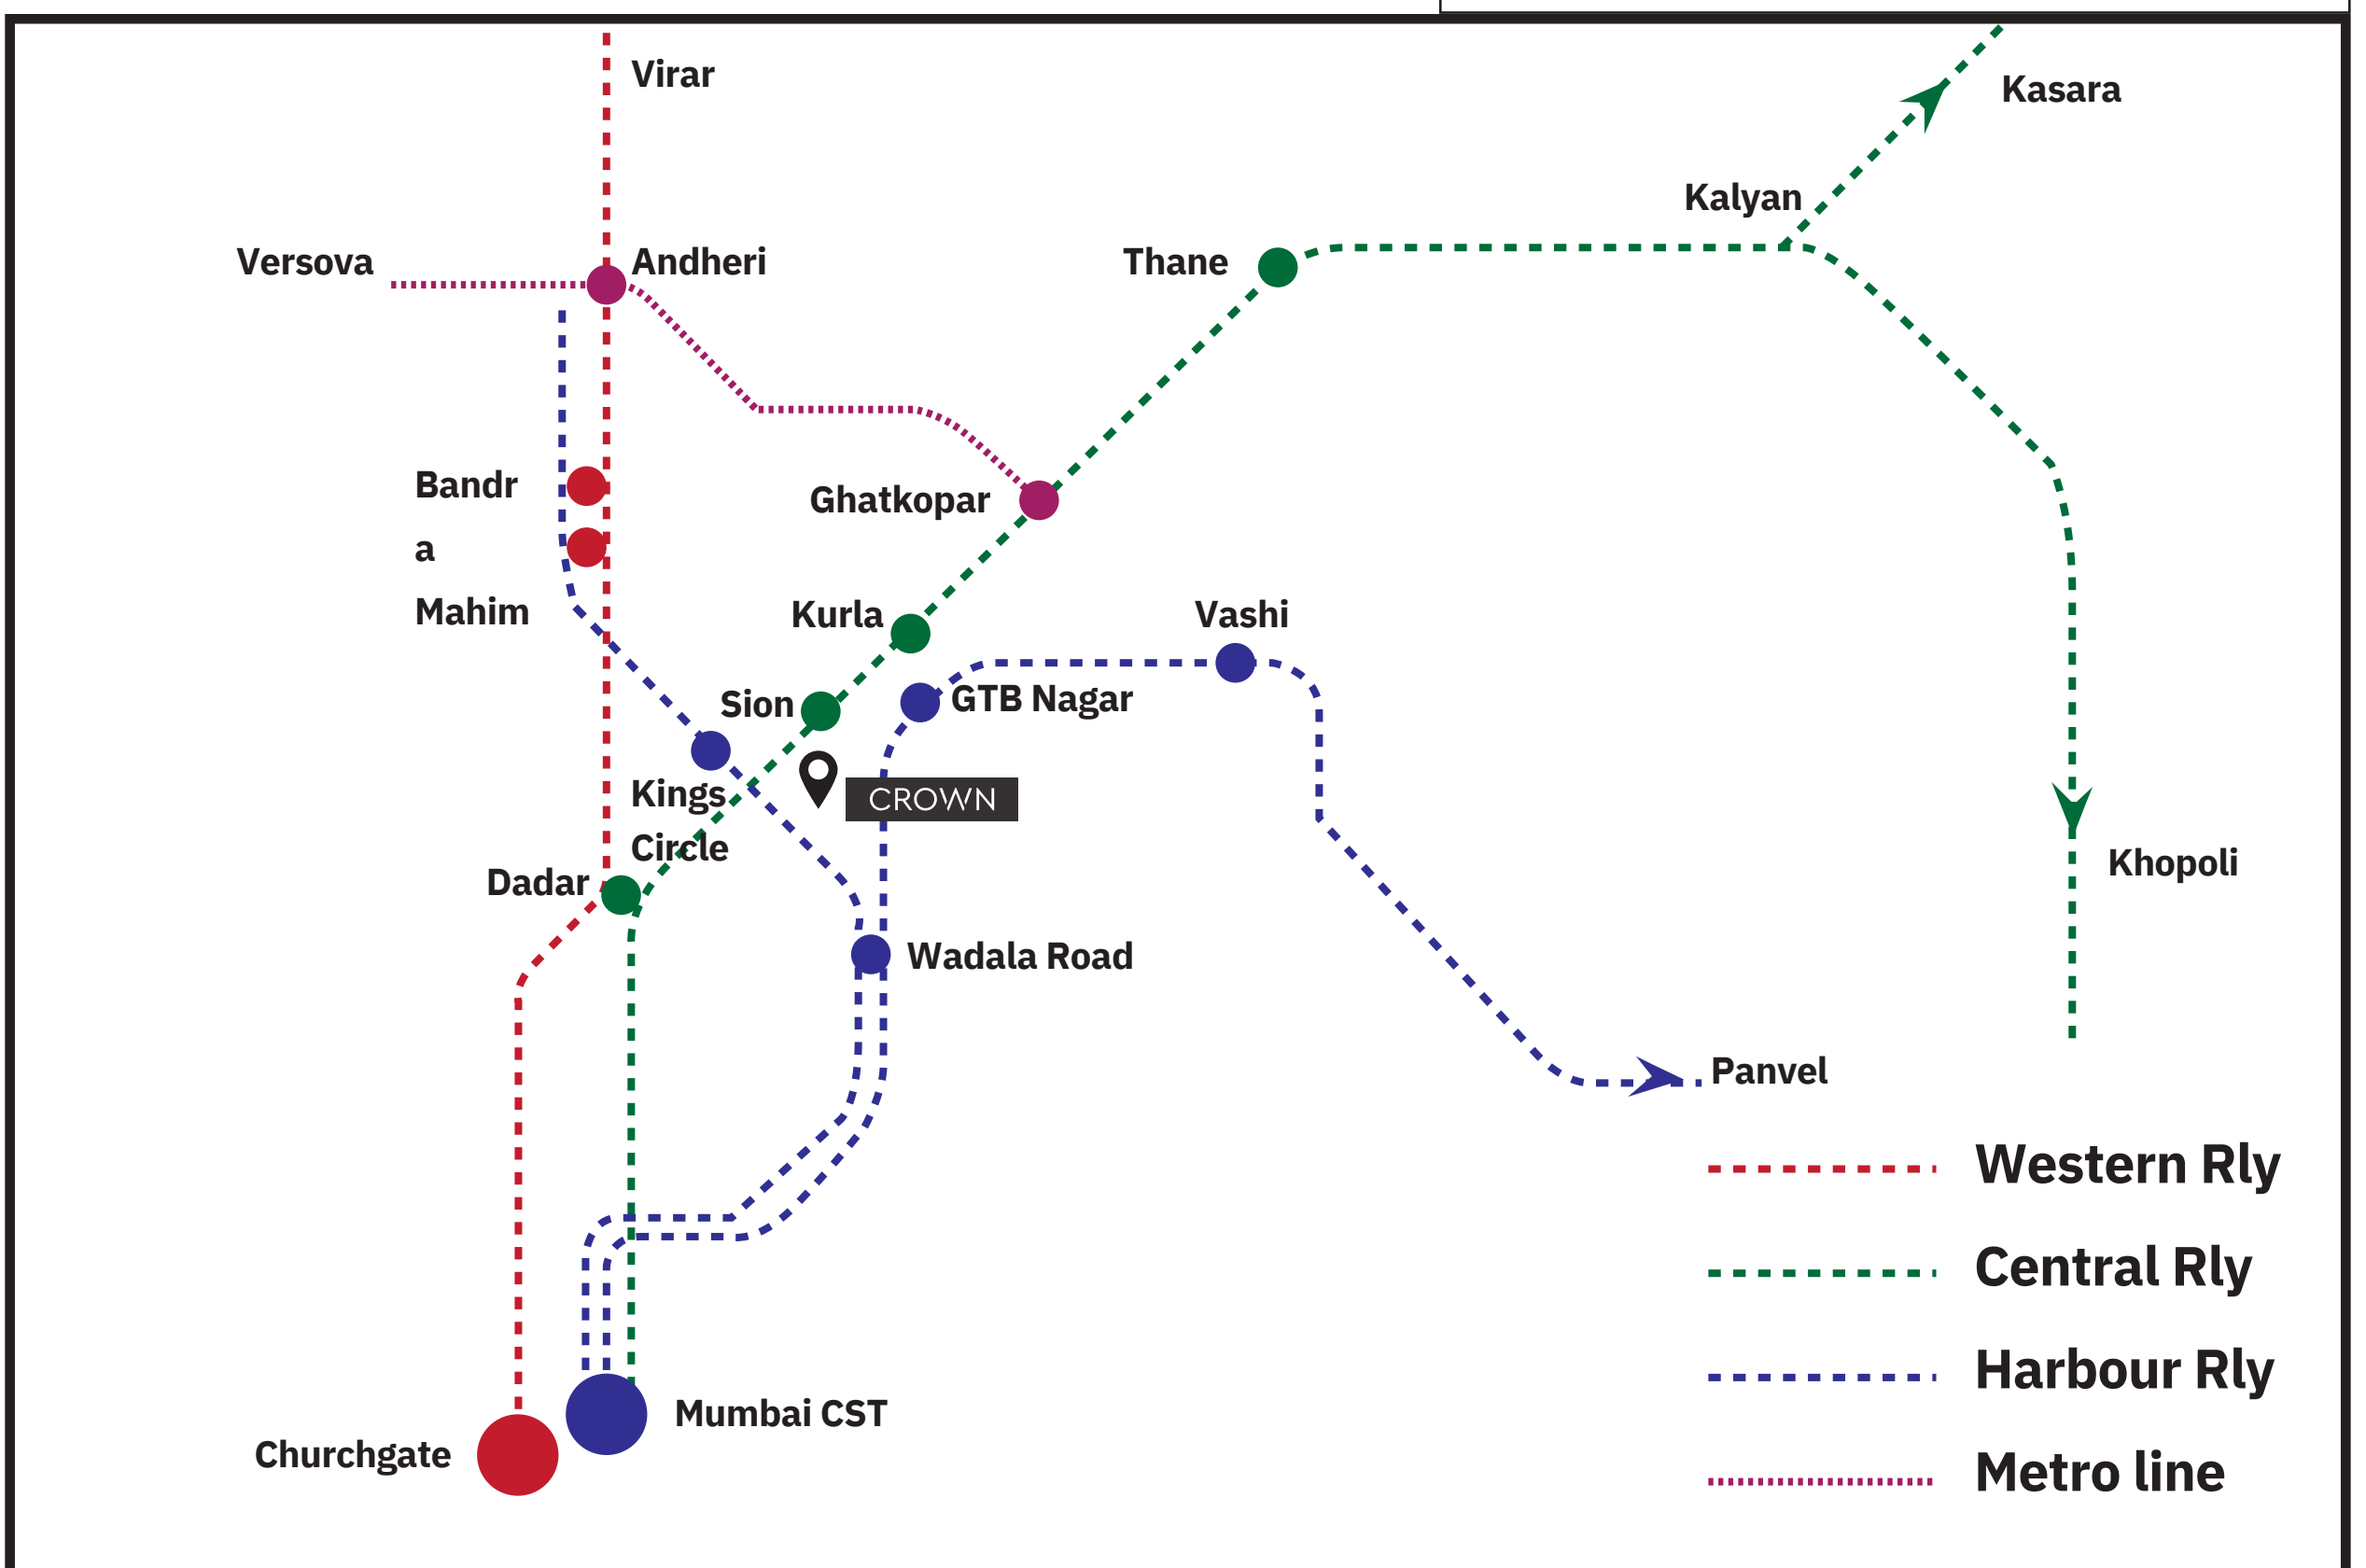 Virar
Kasara
Kalyan
Versova
Andheri
Thane
Bandr
a
Mahim
Ghatkopar
Kurla
Vashi
Sion
GTB Nagar
Kings
Circle
CROWN
Dadar
Khopoli
Wadala Road
Panvel
Western Rly
Central Rly
Harbour Rly
Metro line
Mumbai CST
Churchgate